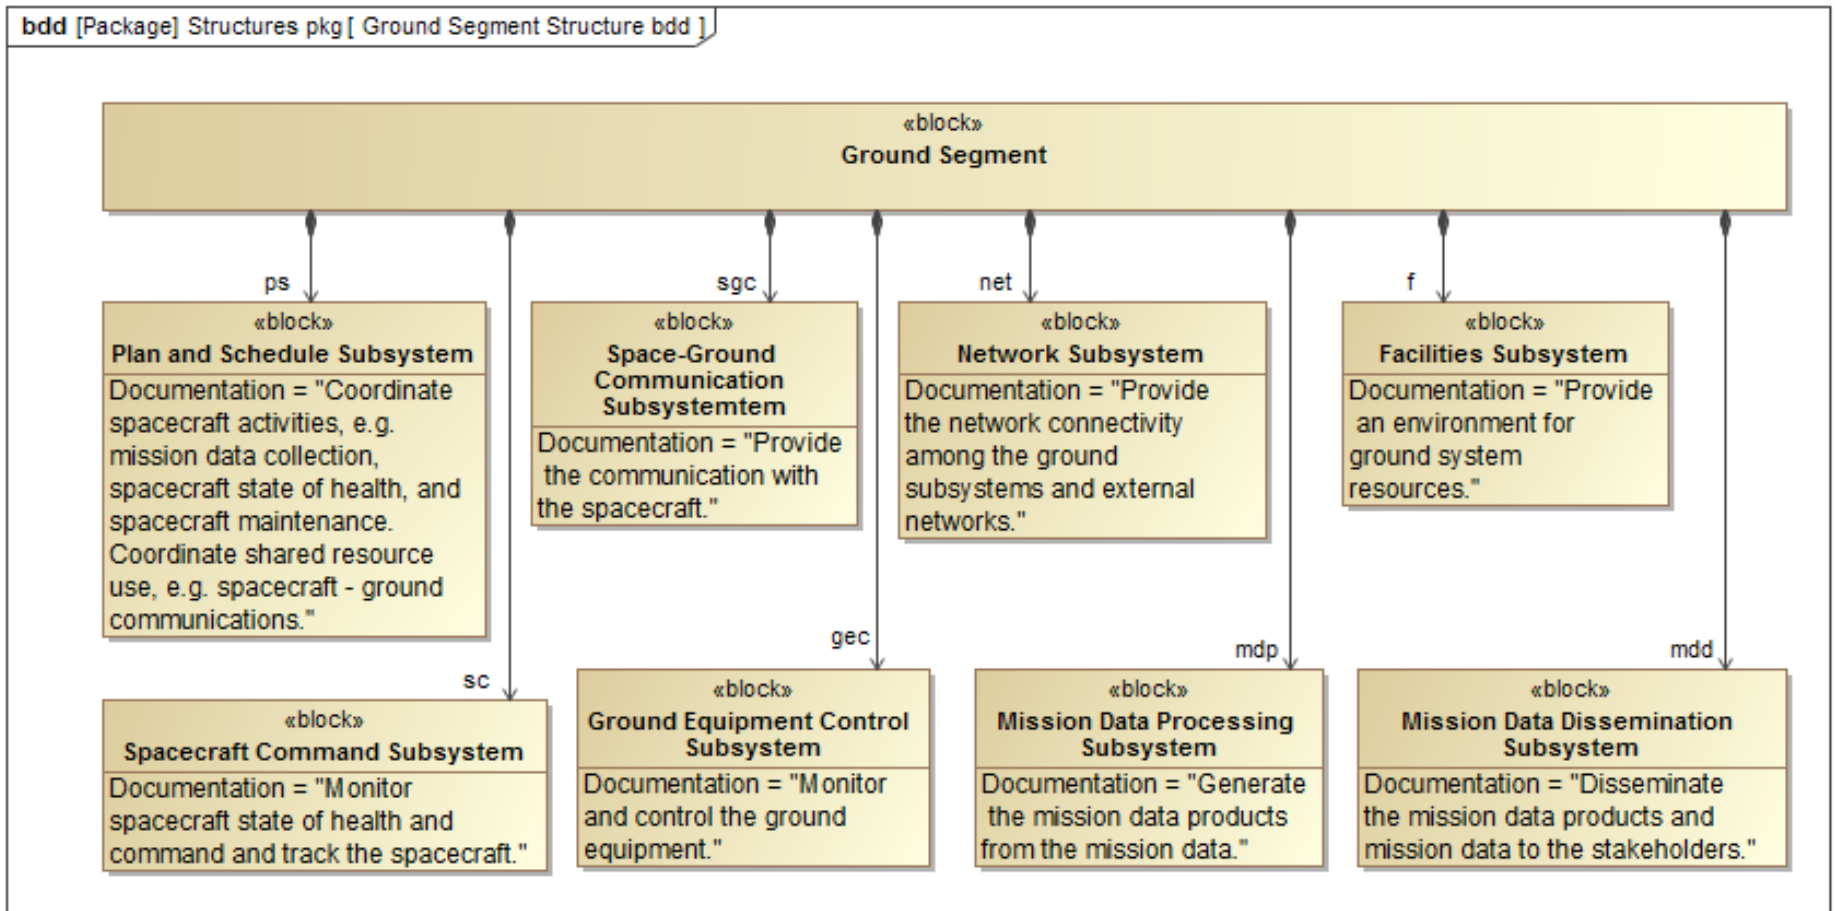 bdd [Package] Structures pkg[ Ground Segment Structure bdd ]
«block»
Ground Segment
ps
sgc
net
f
«block»
Plan and Schedule Subsystem
Documentation = "Coordinate
spacecraft activities, e.g.
mission data collection,
spacecraft state of health, and
spacecraft maintenance.
Coordinate shared resource
use, e.g. spacecraft - ground
communications."
«block»
Space-Ground
Communication
Subsystemtem
Documentation = "Provide
the communication with
the spacecraft."
«block»
Network Subsystem
Documentation = "Provide
the network connectivity
among the ground
subsystems and external
networks."
«block»
Facilities Subsystem
Documentation = "Provide
an environment for
ground system
resources."
sc
gec
mdp
mdd
«block»
Spacecraft Command Subsystem
Documentation = "Monitor
spacecraft state of health and
command and track the spacecraft."
«block»
Ground Equipment Control
Subsystem
Documentation = "Monitor
and control the ground
equipment."
«block»
Mission Data Processing
Subsystem
Documentation = "Generate
the mission data products
from the mission data."
«block»
Mission Data Dissemination
Subsystem
Documentation = "Disseminate
the mission data products and
mission data to the stakeholders."